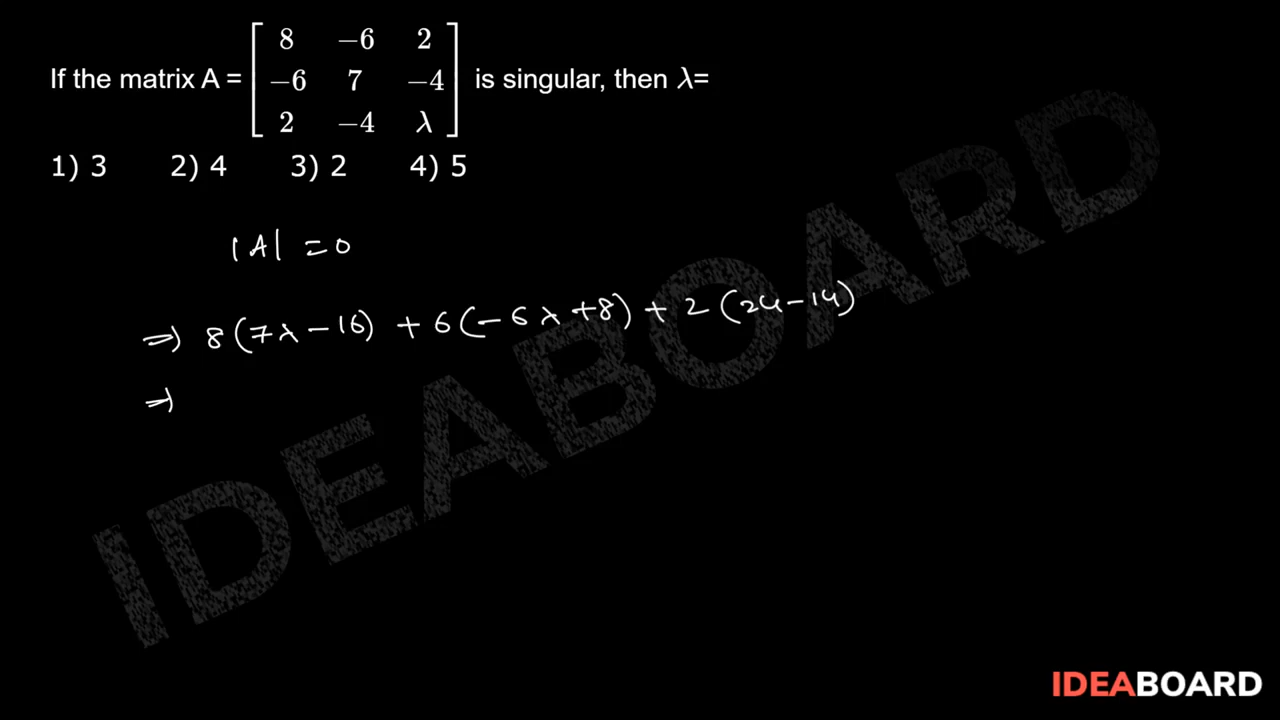 If the matrix A = [ 8 −6 2 ; −6 7 −4 ; 2 −4 λ ] is singular, then λ=
1) 3 2) 4 3) 2 4) 5
|A| = 0
⇒ 8(7λ − 16) + 6(−6λ + 8) + 2(24 − 14)
⇒
IDEABOARD
IDEABOARD